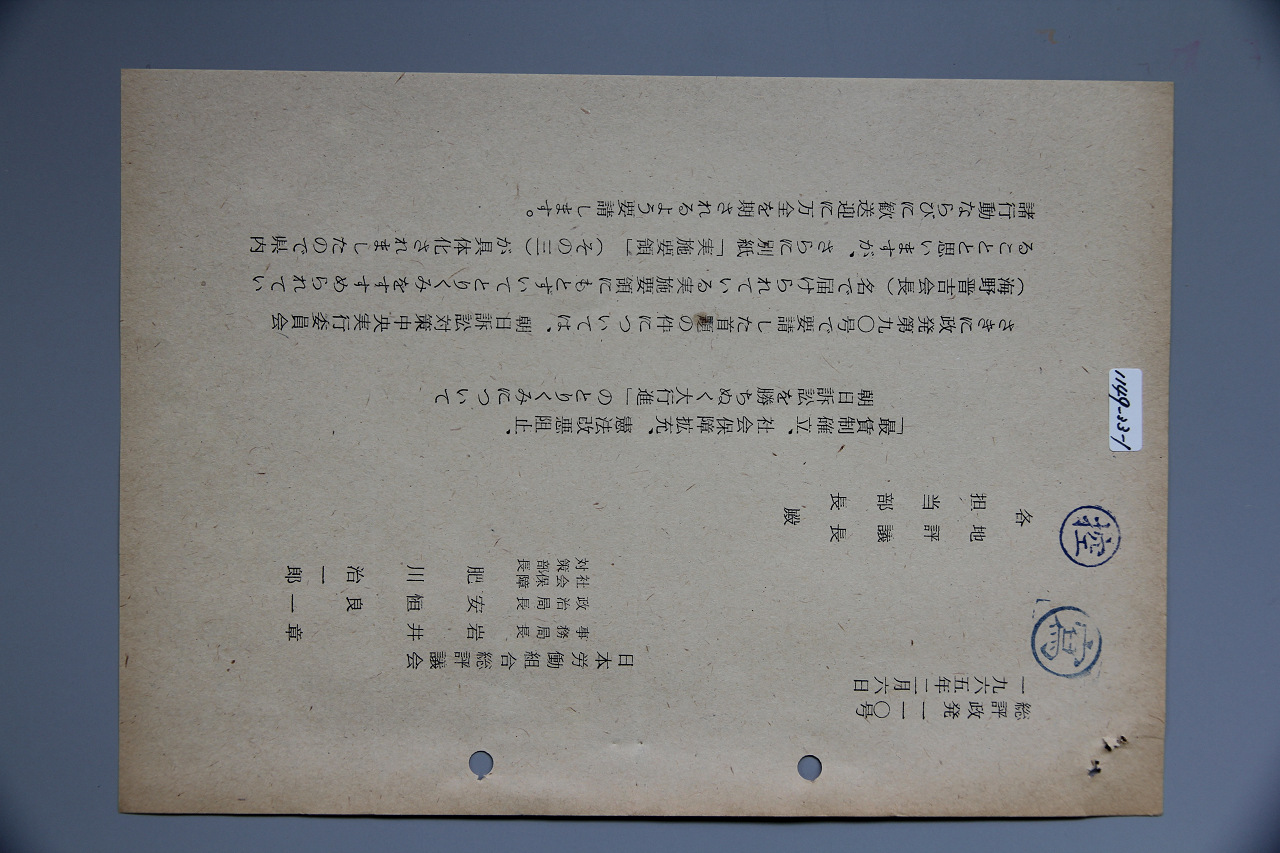 総評政発一一〇号
一九六五年二月六日
寫
控
1149-33-1
日本労働組合総評議会
事務局長　岩井　章
政治局長　安恒良一
社会保障対策部長　肥川治一郎
各
地評議長
担当部長
殿
「最賃制確立、社会保障拡充、憲法改悪阻止、
朝日訴訟を勝ちぬく大行進」のとりくみについて
さきに政発第九〇号で要請した首題の件については、朝日訴訟対策中央実行委員会
（海野晋吉会長）名で届けられている実施要領にもとずいてとりくみをすすめられてい
ることと思いますが、さらに別紙「実施要領」（その三）が具体化されましたので県内
諸行動ならびに歓送迎に万全を期されるよう要請します。